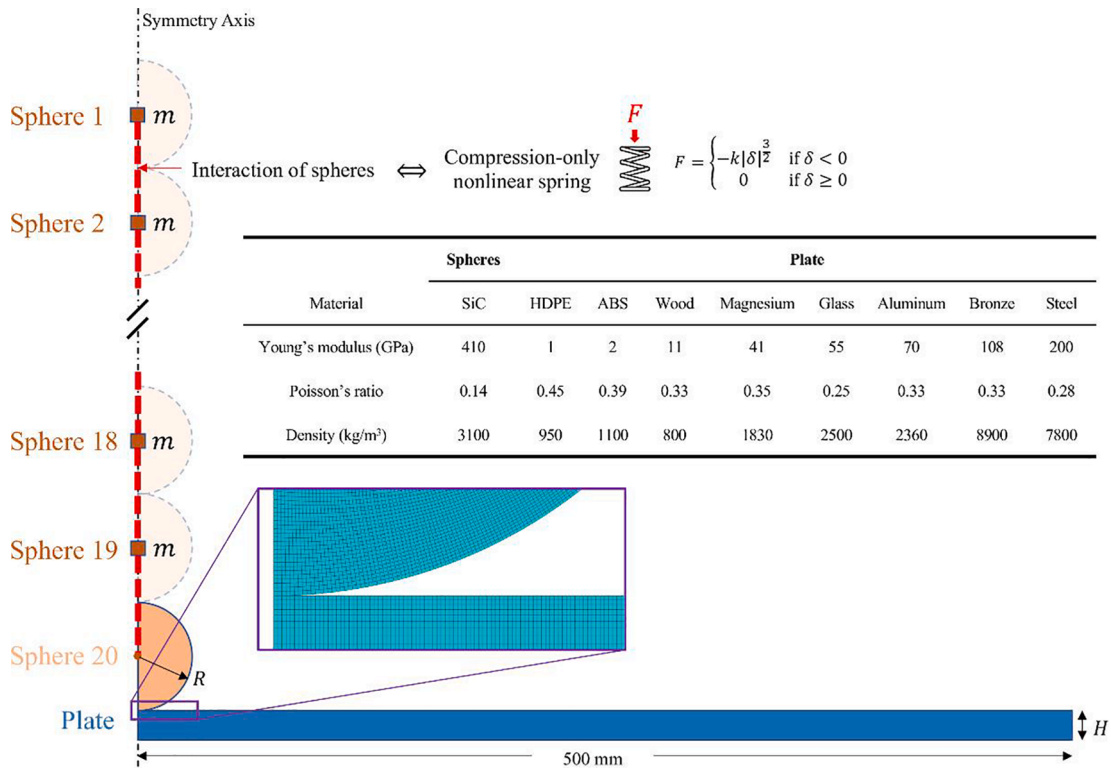 Symmetry Axis
Sphere 1
m
Interaction of spheres ⇔ Compression-only nonlinear spring
F
F = { -k|δ|^(3/2) if δ < 0
0 if δ ≥ 0
Sphere 2
m
Spheres Plate
Material SiC HDPE ABS Wood Magnesium Glass Aluminum Bronze Steel
Young's modulus (GPa) 410 1 2 11 41 55 70 108 200
Poisson's ratio 0.14 0.45 0.39 0.33 0.35 0.25 0.33 0.33 0.28
Density (kg/m³) 3100 950 1100 800 1830 2500 2360 8900 7800
Sphere 18
m
Sphere 19
m
Sphere 20
R
Plate
H
500 mm